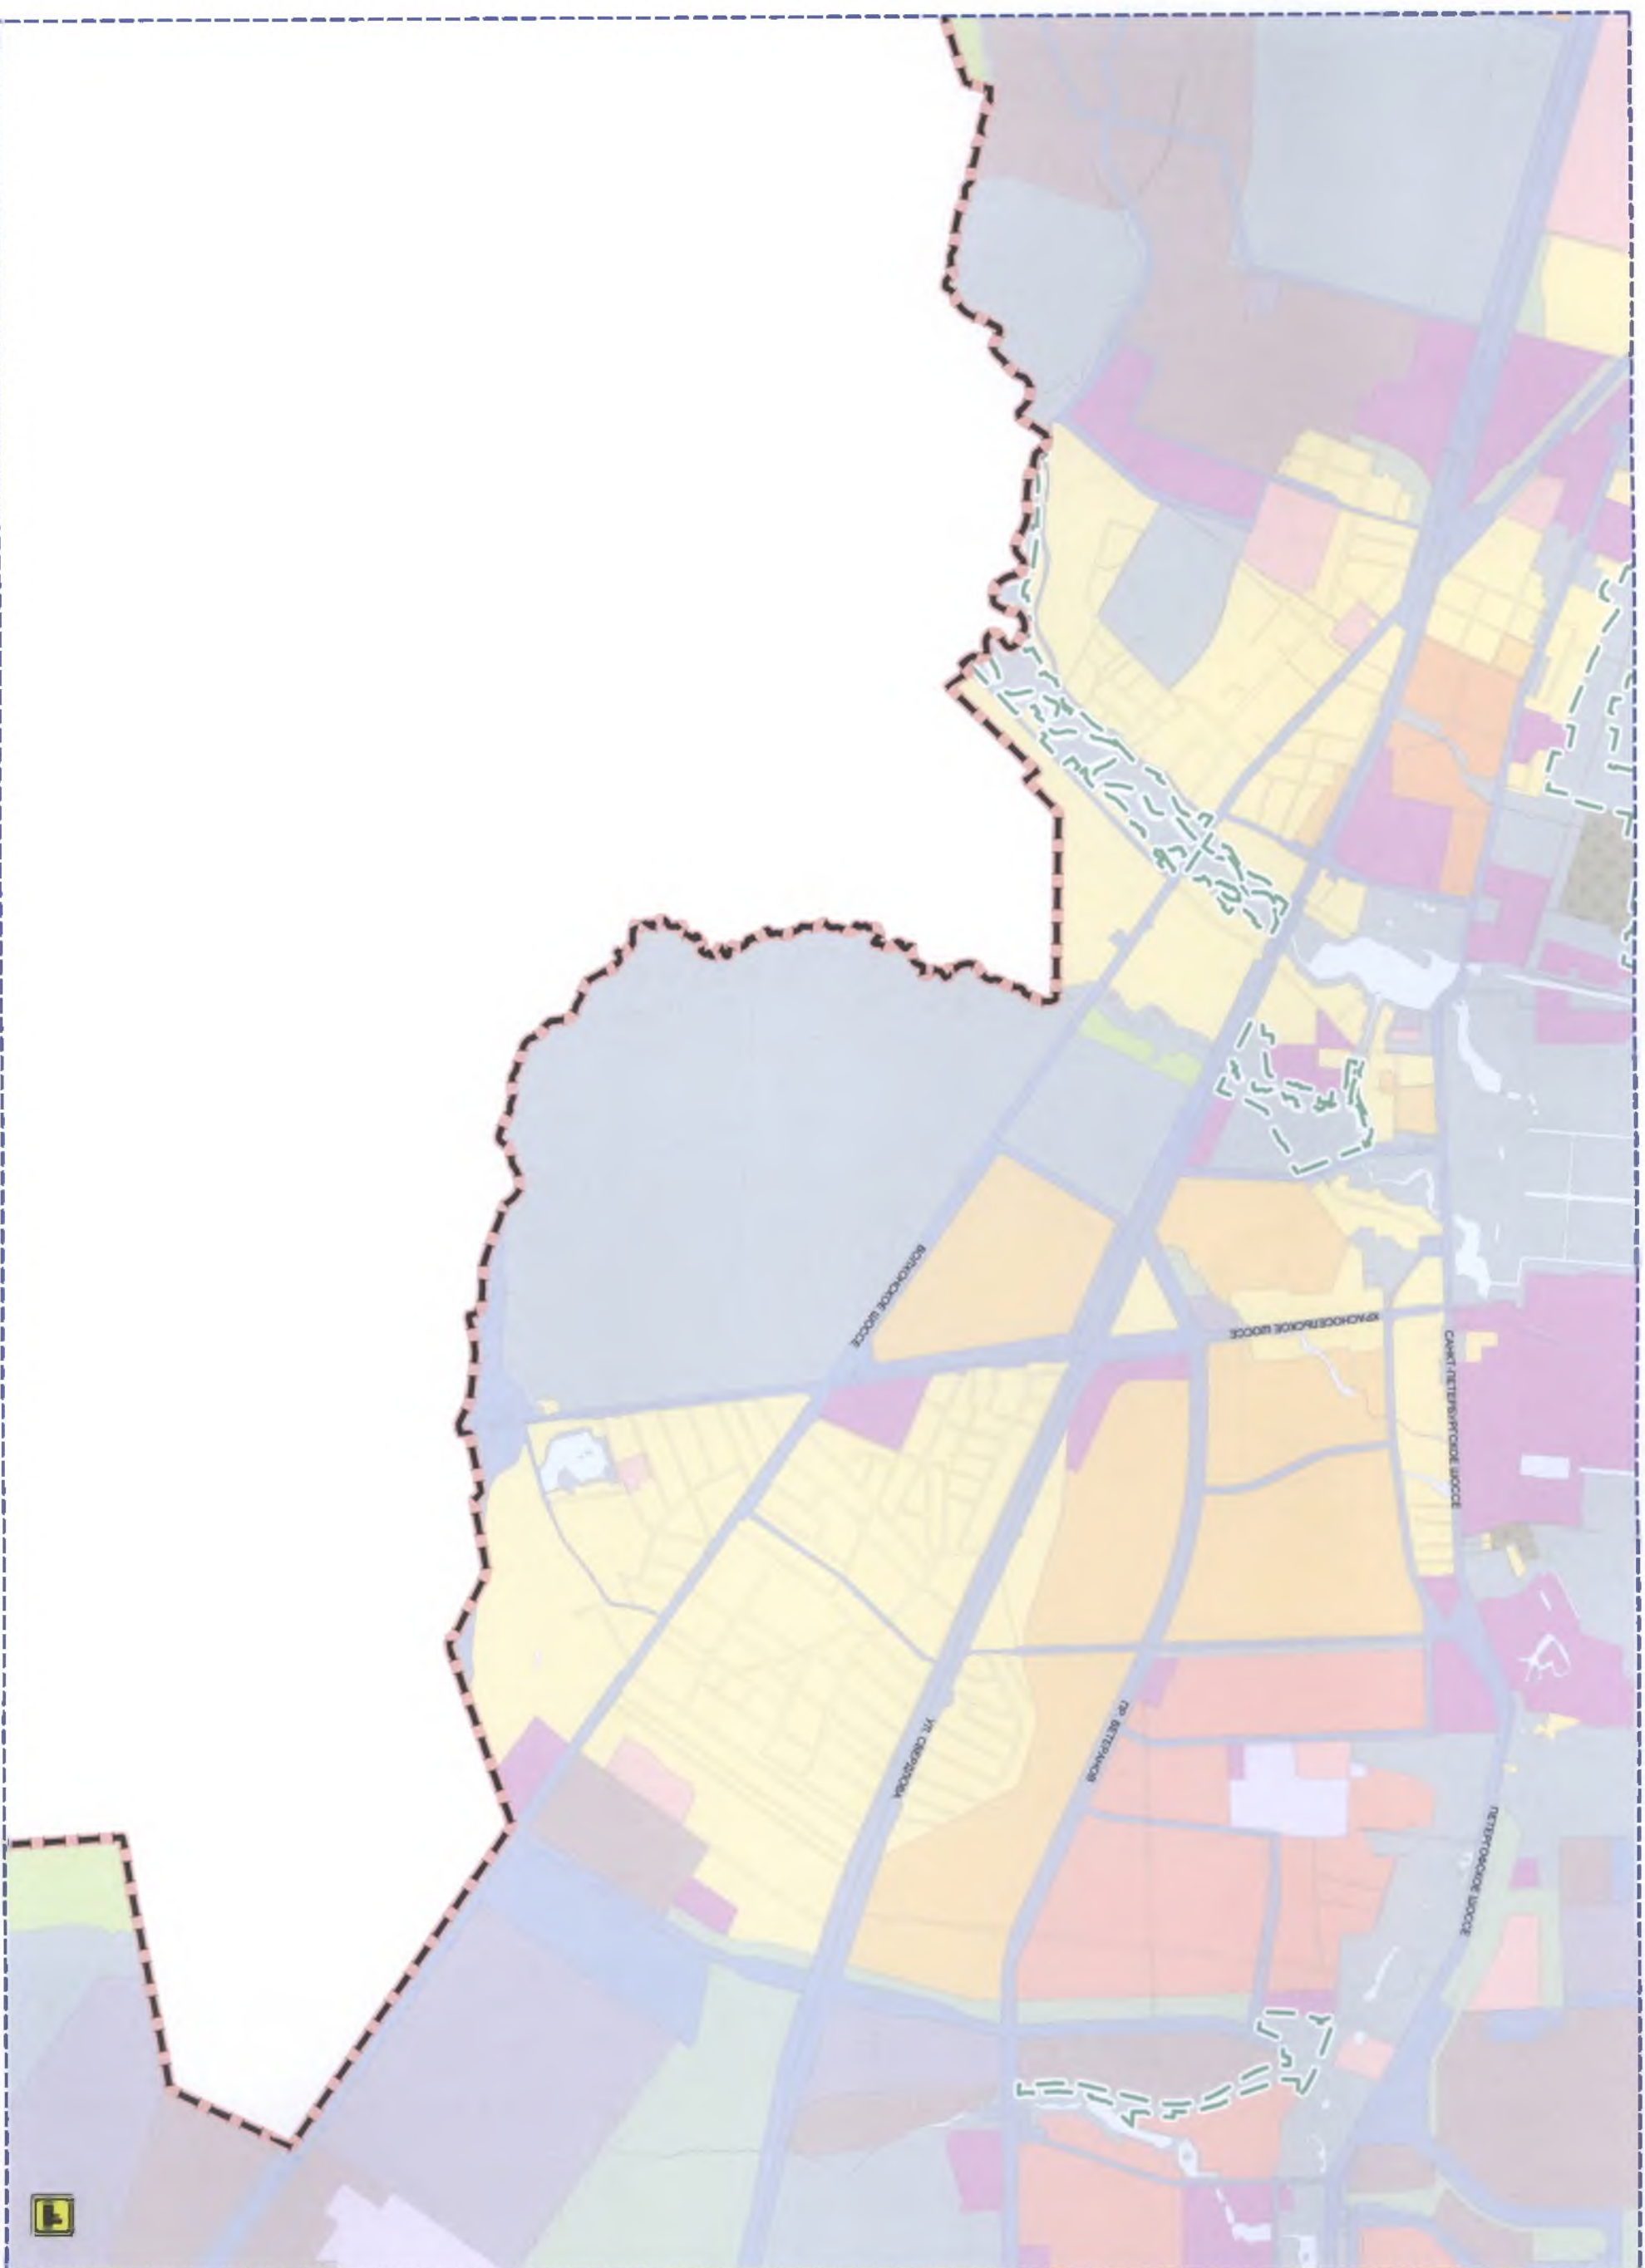 ВОЛХОНСКОЕ ШОССЕ
КРАСНОСЕЛЬСКОЕ ШОССЕ
САНКТ-ПЕТЕРБУРГСКОЕ ШОССЕ
УЛ. СВЕРДЛОВА
ПР. ВЕТЕРАНОВ
ПЕТЕРГОФСКОЕ ШОССЕ